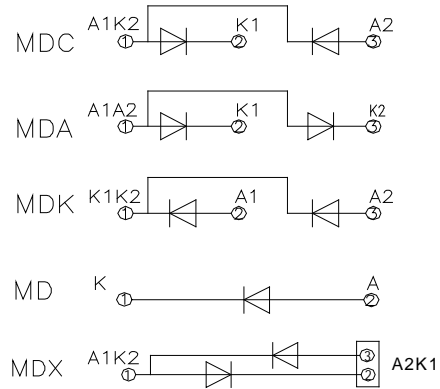 MDC A1K2 K1 A2
1 2 3
MDA A1A2 K1 K2
1 2 3
MDK K1K2 A1 A2
1 2 3
MD K A
1 2
MDX A1K2 3 A2K1
1 2